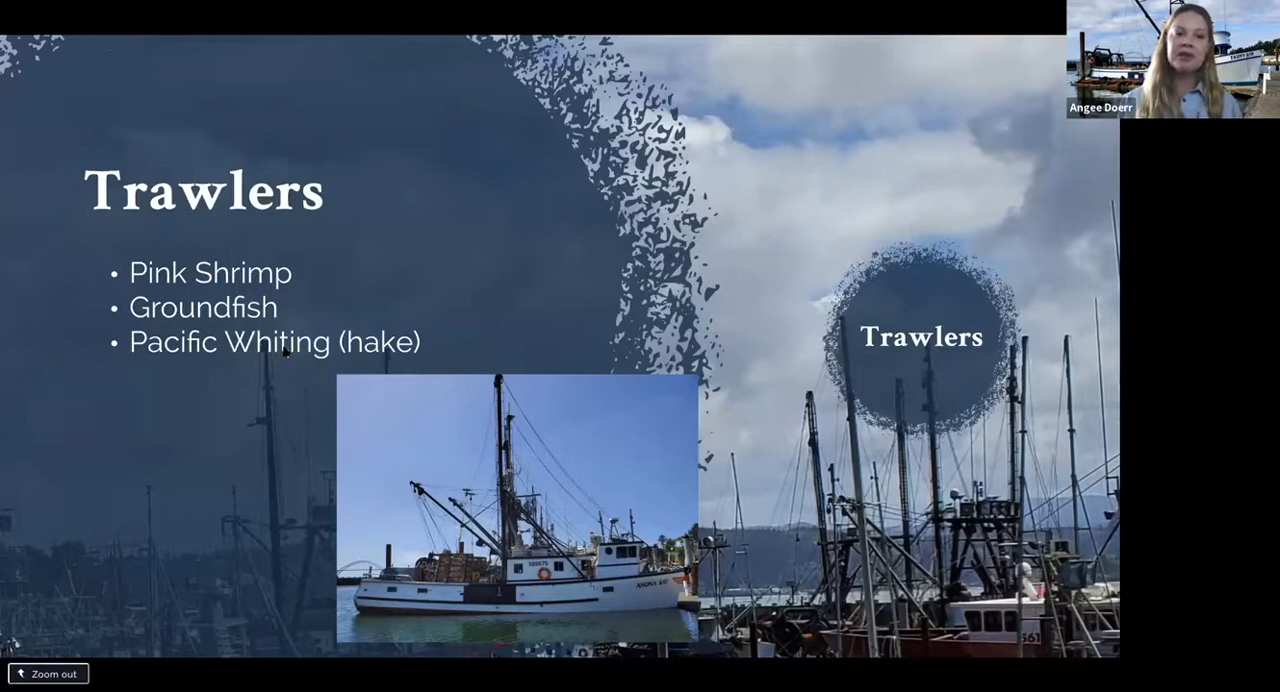 Angee Doerr
Trawlers
• Pink Shrimp
• Groundfish
• Pacific Whiting (hake)
Trawlers
Zoom out